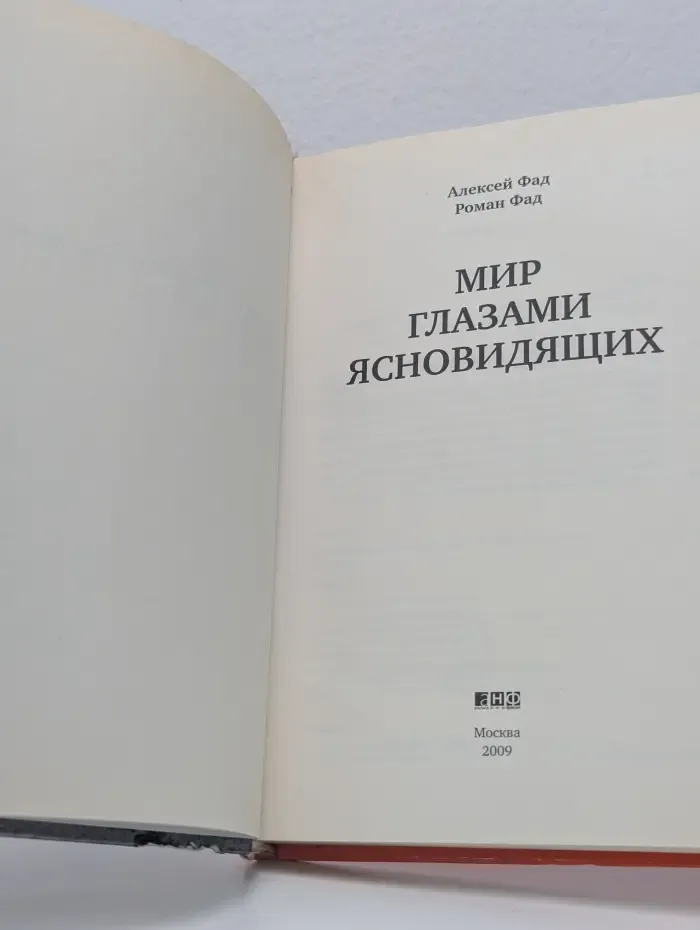 Алексей Фад
Роман Фад
МИР
ГЛАЗАМИ
ЯСНОВИДЯЩИХ
анф
Москва
2009